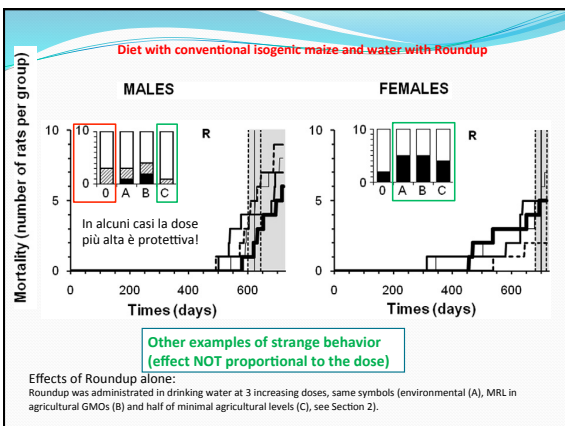 Diet with conventional isogenic maize and water with Roundup
Mortality (number of rats per group)
MALES
FEMALES
10
5
0
10
0
0 A B C
R
In alcuni casi la dose
più alta è protettiva!
0 200 400 600
Times (days)
10
5
0
10
0
0 A B C
R
0 200 400 600
Times (days)
Other examples of strange behavior
(effect NOT proportional to the dose)
Effects of Roundup alone:
Roundup was administrated in drinking water at 3 increasing doses, same symbols (environmental (A), MRL in
agricultural GMOs (B) and half of minimal agricultural levels (C), see Section 2).